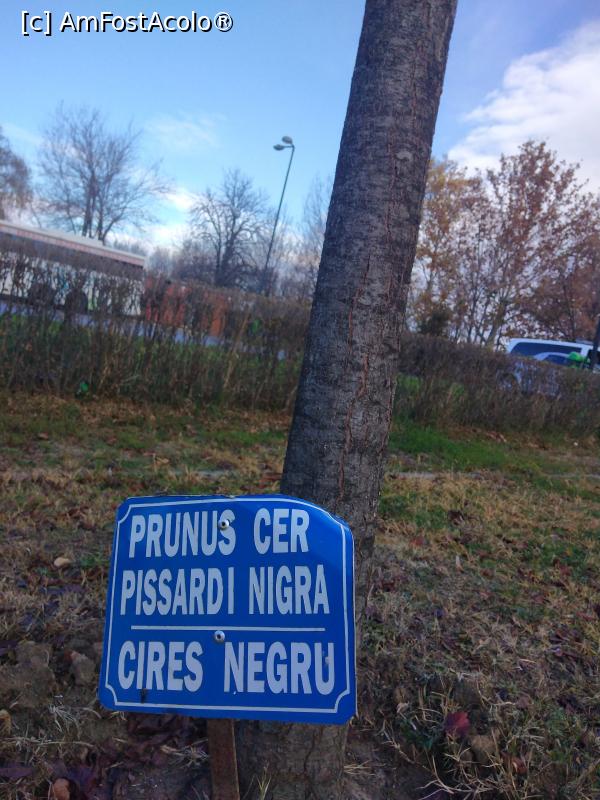 [c] AmFostAcolo®
PRUNUS CER
PISSARDI NIGRA
CIRES NEGRU